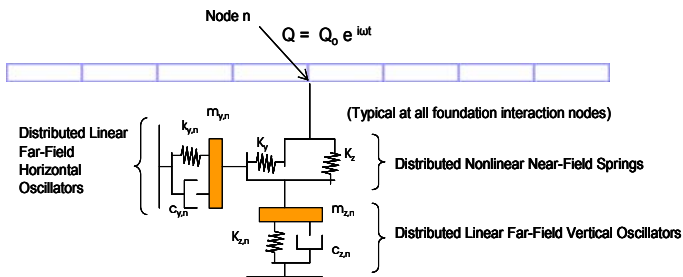 Node n
Q = Q₀ e^iωt
(Typical at all foundation interaction nodes)
Distributed Linear
Far-Field
Horizontal
Oscillators
m_y,n
k_y,n
c_y,n
K_y
K_z
Distributed Nonlinear Near-Field Springs
m_z,n
K_z,n
c_z,n
Distributed Linear Far-Field Vertical Oscillators